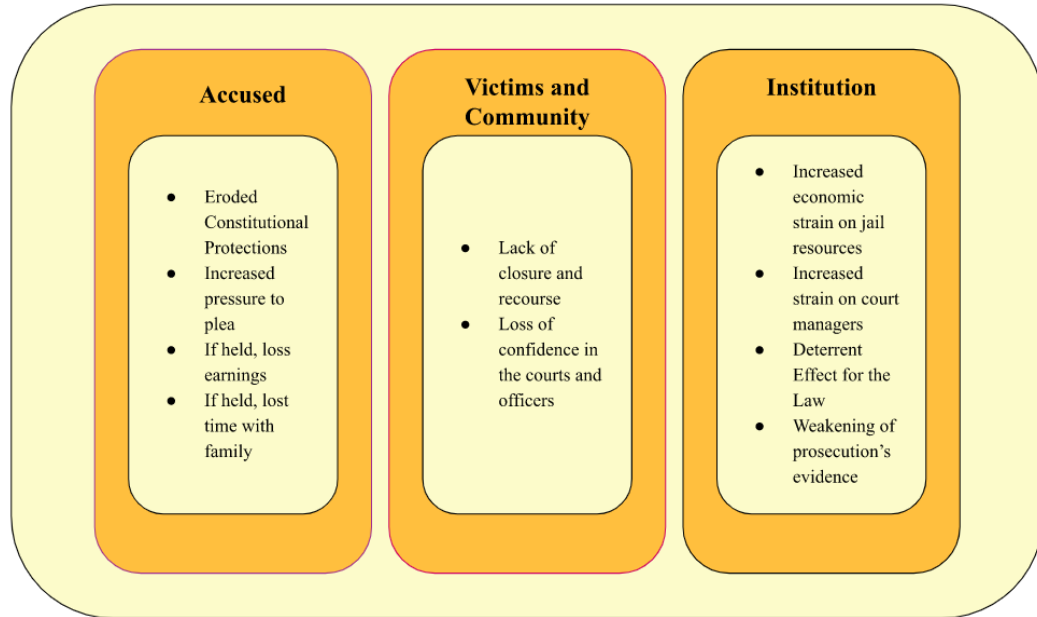 Accused
● Eroded
Constitutional
Protections
● Increased
pressure to
plea
● If held, loss
earnings
● If held, lost
time with
family
Victims and
Community
● Lack of
closure and
recourse
● Loss of
confidence in
the courts and
officers
Institution
● Increased
economic
strain on jail
resources
● Increased
strain on court
managers
● Deterrent
Effect for the
Law
● Weakening of
prosecution's
evidence